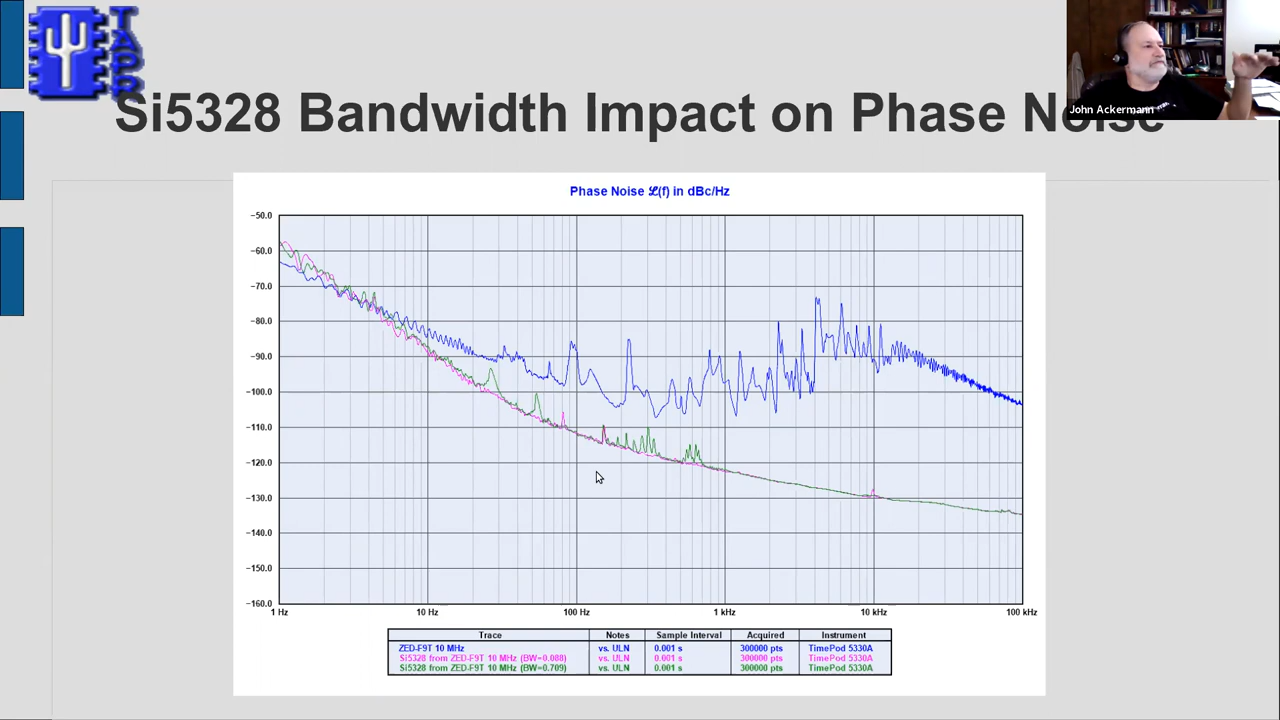 TAPR
John Ackermann
Si5328 Bandwidth Impact on Phase Noise
Phase Noise ℒ(f) in dBc/Hz
-50.0
-60.0
-70.0
-80.0
-90.0
-100.0
-110.0
-120.0
-130.0
-140.0
-150.0
-160.0
1 Hz 10 Hz 100 Hz 1 kHz 10 kHz 100 kHz
Trace Notes Sample Interval Acquired Instrument
ZED-F9T 10 MHz vs. ULN 0.001 s 300000 pts TimePod 5330A
Si5328 from ZED-F9T 10 MHz (BW=0.088) vs. ULN 0.001 s 300000 pts TimePod 5330A
Si5328 from ZED-F9T 10 MHz (BW=0.709) vs. ULN 0.001 s 300000 pts TimePod 5330A